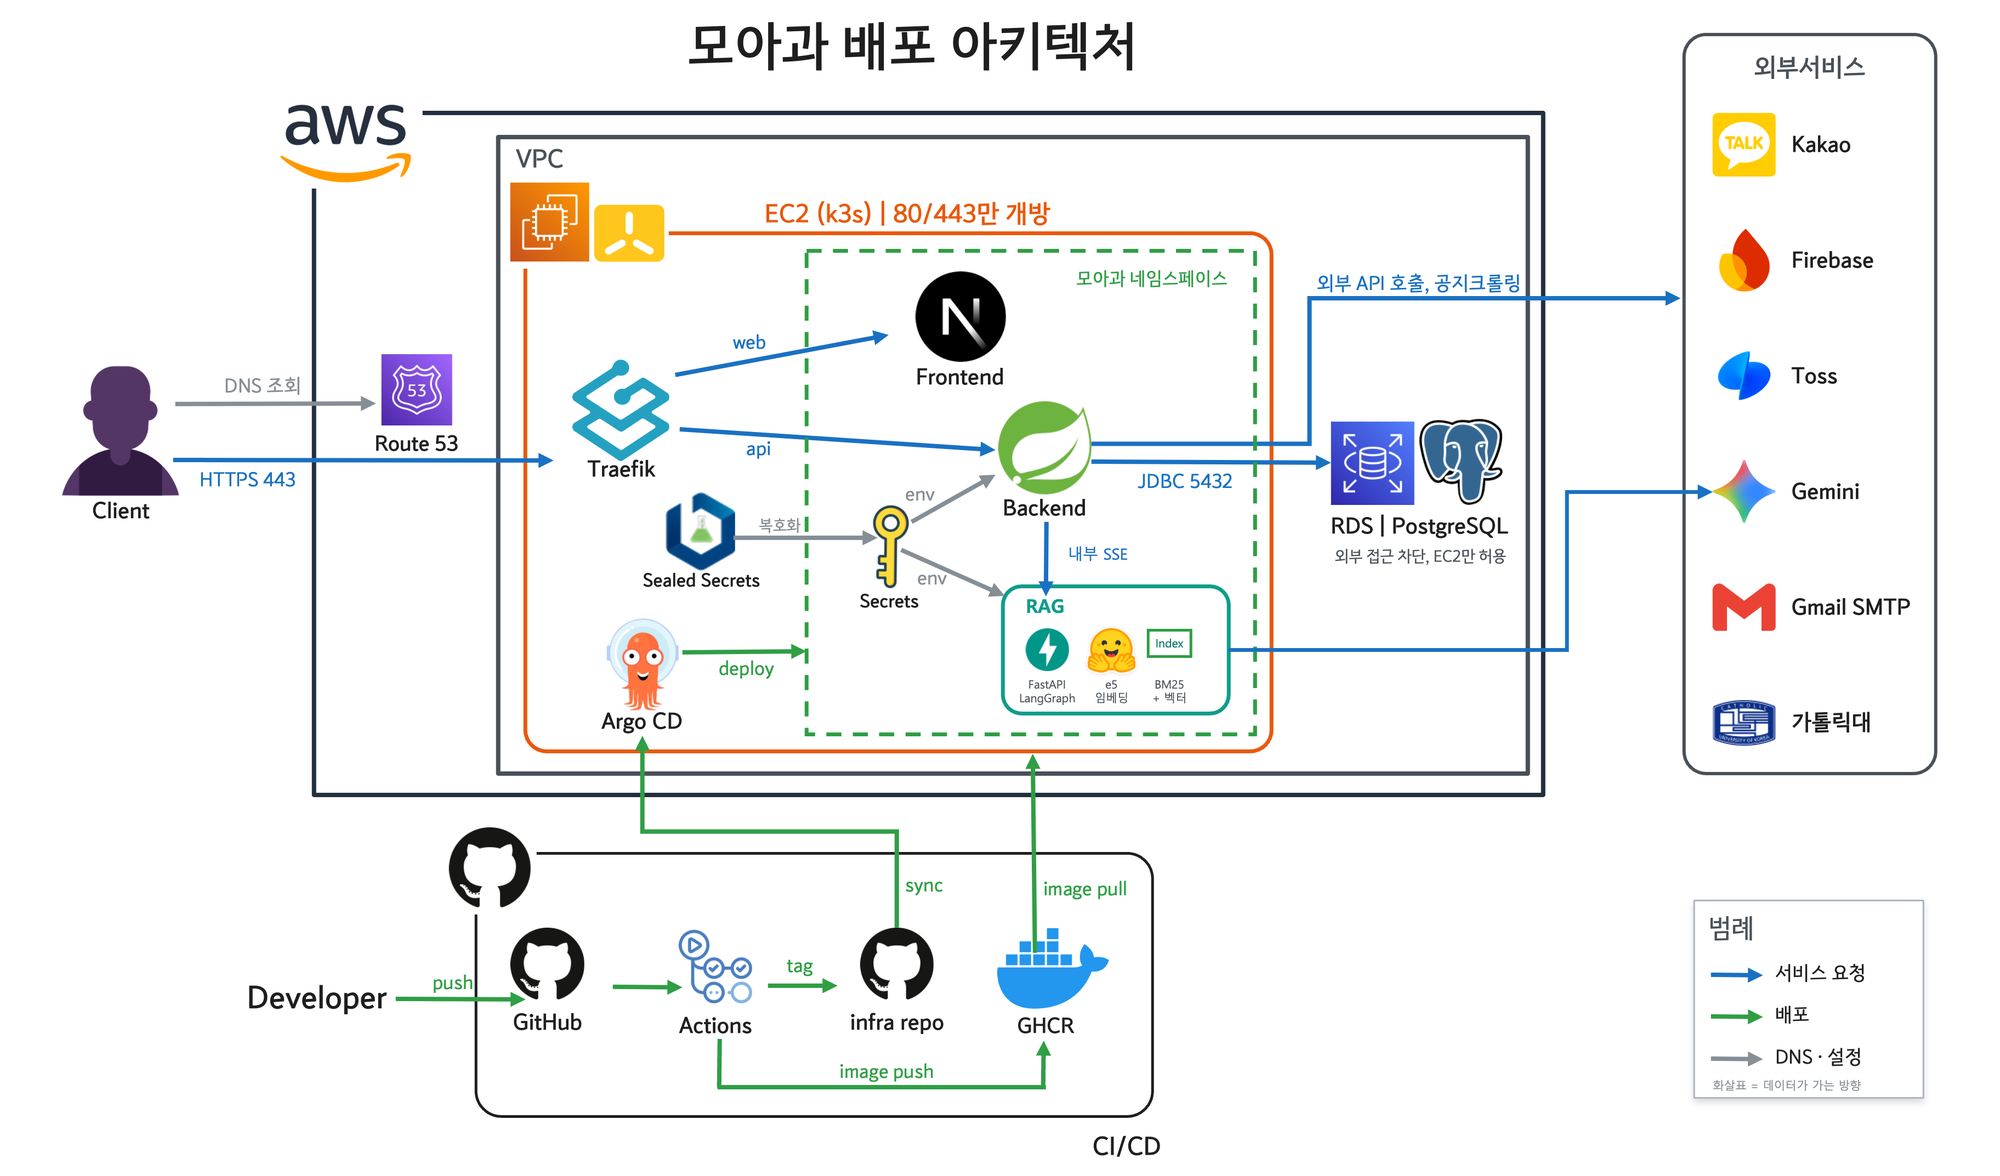 모아과 배포 아키텍처
aws
VPC
EC2 (k3s) | 80/443만 개방
모아과 네임스페이스
외부 API 호출, 공지크롤링
Frontend
web
DNS 조회
53
Route 53
HTTPS 443
Client
Traefik
api
Backend
JDBC 5432
RDS | PostgreSQL
외부 접근 차단, EC2만 허용
Sealed Secrets
복호화
Secrets
env
env
내부 SSE
RAG
FastAPI
LangGraph
e5
임베딩
Index
BM25
+ 벡터
Argo CD
deploy
sync
image pull
Developer
push
GitHub
Actions
tag
infra repo
GHCR
image push
CI/CD
외부서비스
TALK
Kakao
Firebase
Toss
Gemini
Gmail SMTP
가톨릭대
범례
서비스 요청
배포
DNS · 설정
화살표 = 데이터가 가는 방향